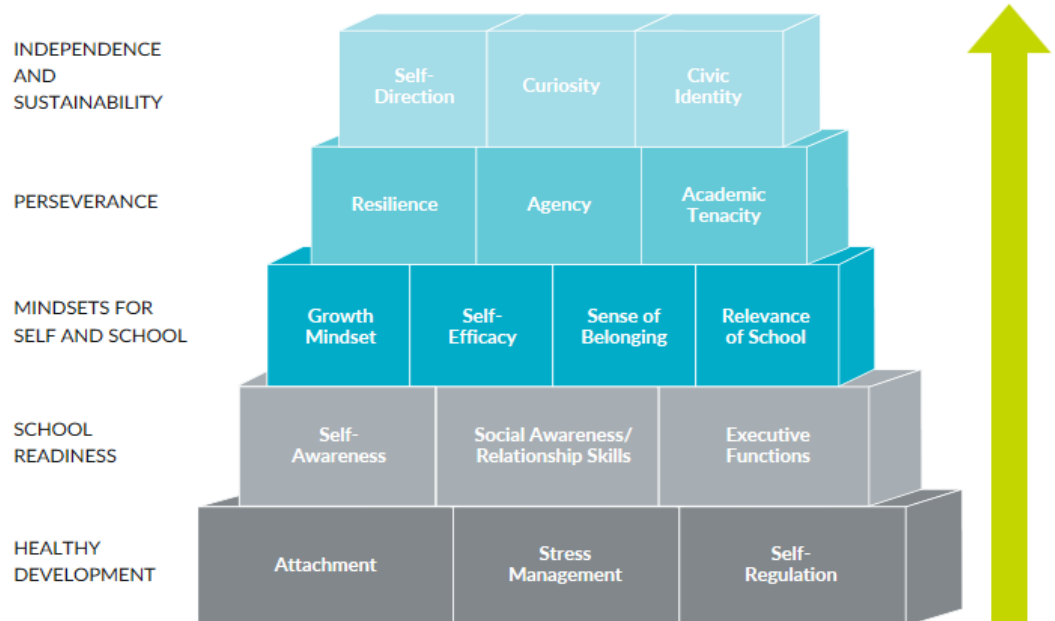 INDEPENDENCE
AND
SUSTAINABILITY
Self-
Direction
Curiosity
Civic
Identity
PERSEVERANCE
Resilience
Agency
Academic
Tenacity
MINDSETS FOR
SELF AND SCHOOL
Growth
Mindset
Self-
Efficacy
Sense of
Belonging
Relevance
of School
SCHOOL
READINESS
Self-
Awareness
Social Awareness/
Relationship Skills
Executive
Functions
HEALTHY
DEVELOPMENT
Attachment
Stress
Management
Self-
Regulation